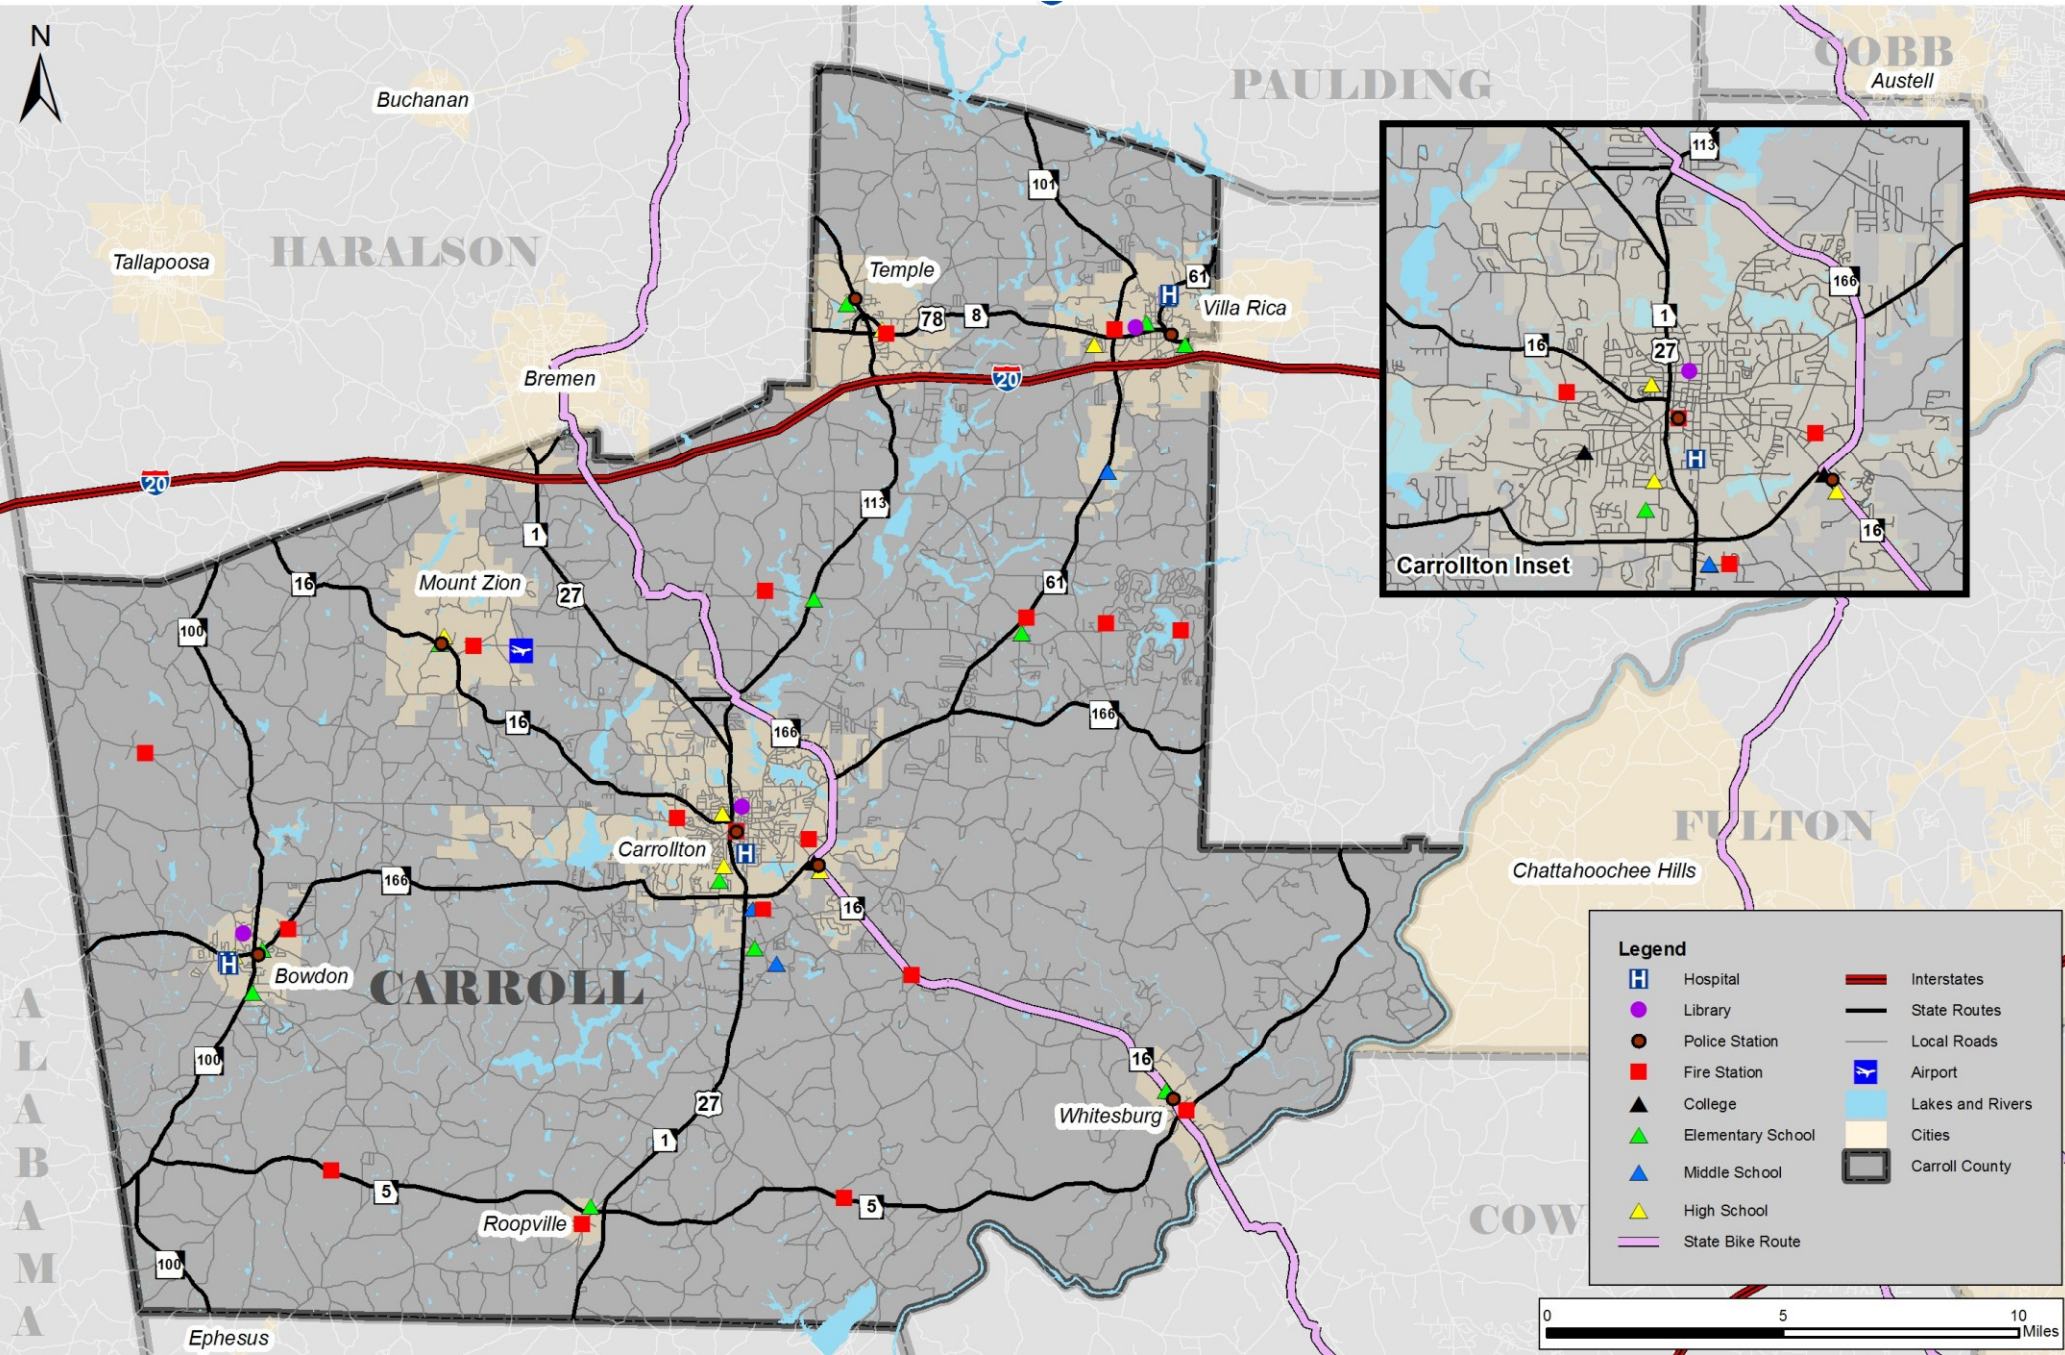 N
COBB
Austell
PAULDING
Buchanan
HARALSON
Tallapoosa
Bremen
101
Temple
61
Villa Rica
78
8
20
20
113
1
27
16
Mount Zion
61
100
16
166
166
Carrollton
166
16
Bowdon
CARROLL
100
16
27
Whitesburg
1
5
5
Roopville
100
Ephesus
ALABAMA
FULTON
Chattahoochee Hills
COW
113
166
1
16
27
16
Carrollton Inset
Legend
Hospital
Library
Police Station
Fire Station
College
Elementary School
Middle School
High School
State Bike Route
Interstates
State Routes
Local Roads
Airport
Lakes and Rivers
Cities
Carroll County
0 5 10
Miles